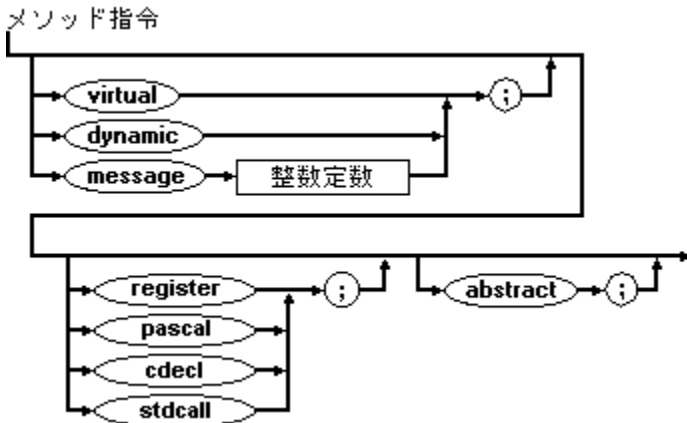 メソッド指令
virtual ;
dynamic
message 整数定数
register ; abstract ;
pascal
cdecl
stdcall